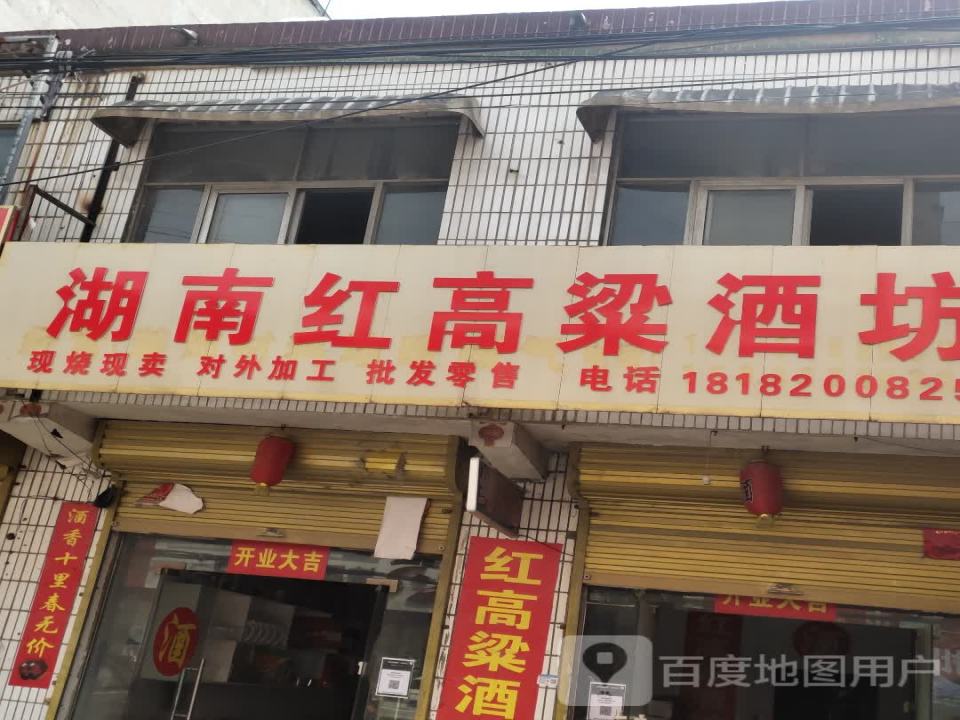 湖南红高粱酒坊
现烧现卖 对外加工 批发零售 电话 1818200825
酒香十里春无价
开业大吉
酒
红高粱酒
酒
开业大吉
百度地图用户